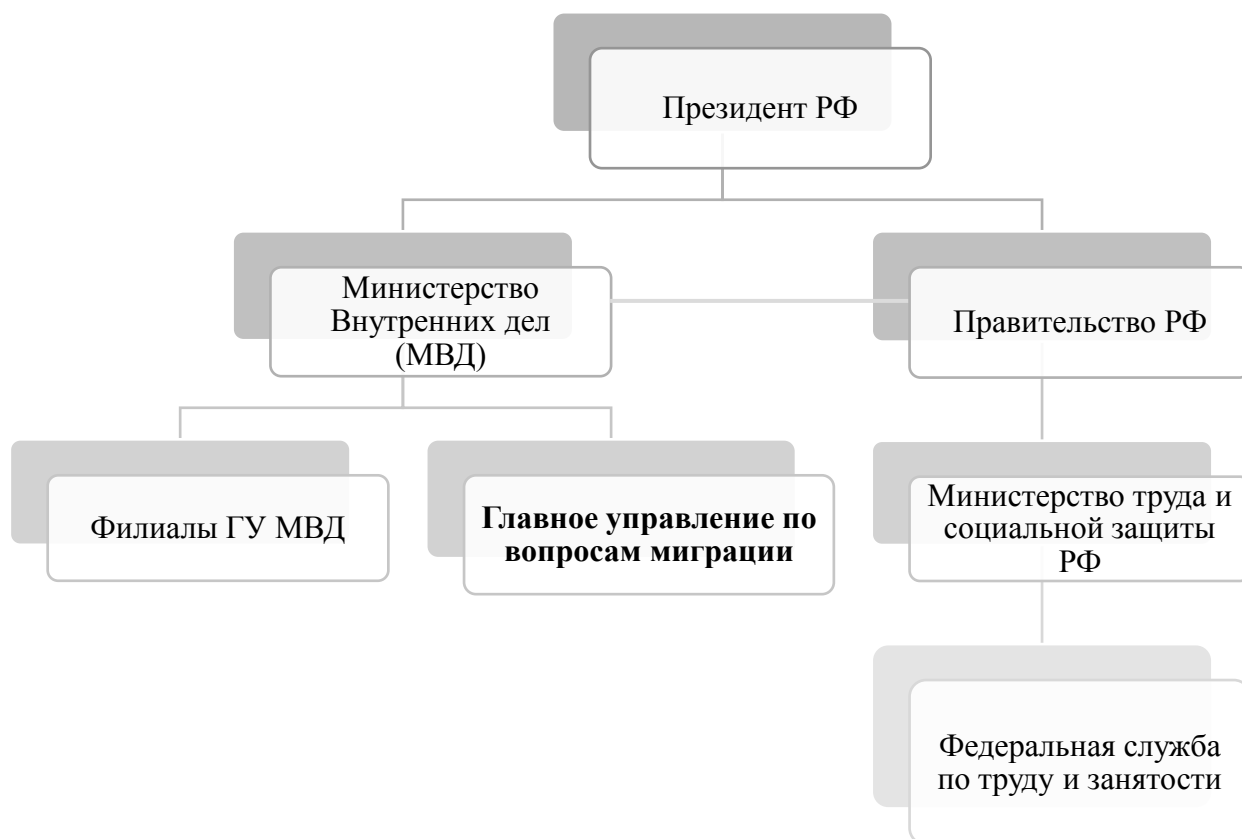 Президент РФ
Министерство
Внутренних дел
(МВД)
Правительство РФ
Филиалы ГУ МВД
Главное управление по
вопросам миграции
Министерство труда и
социальной защиты
РФ
Федеральная служба
по труду и занятости